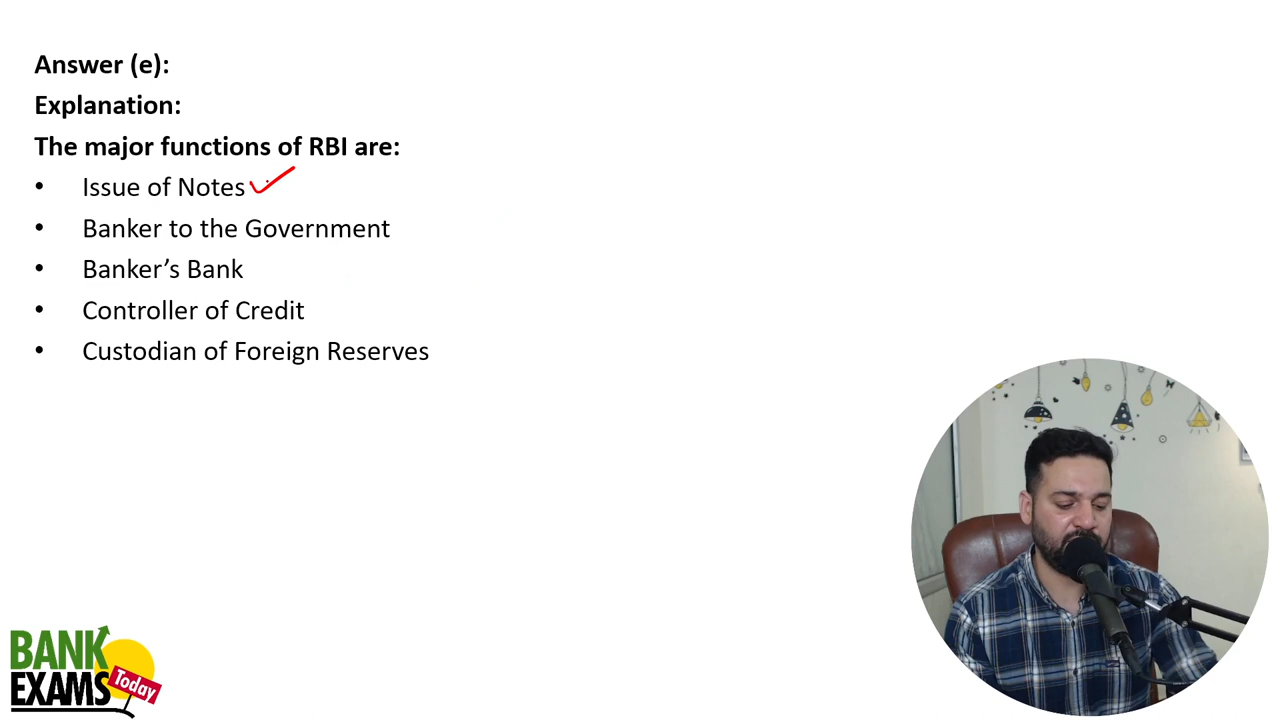 Answer (e):
Explanation:
The major functions of RBI are:
• Issue of Notes
• Banker to the Government
• Banker’s Bank
• Controller of Credit
• Custodian of Foreign Reserves
BANK
EXAMS
Today